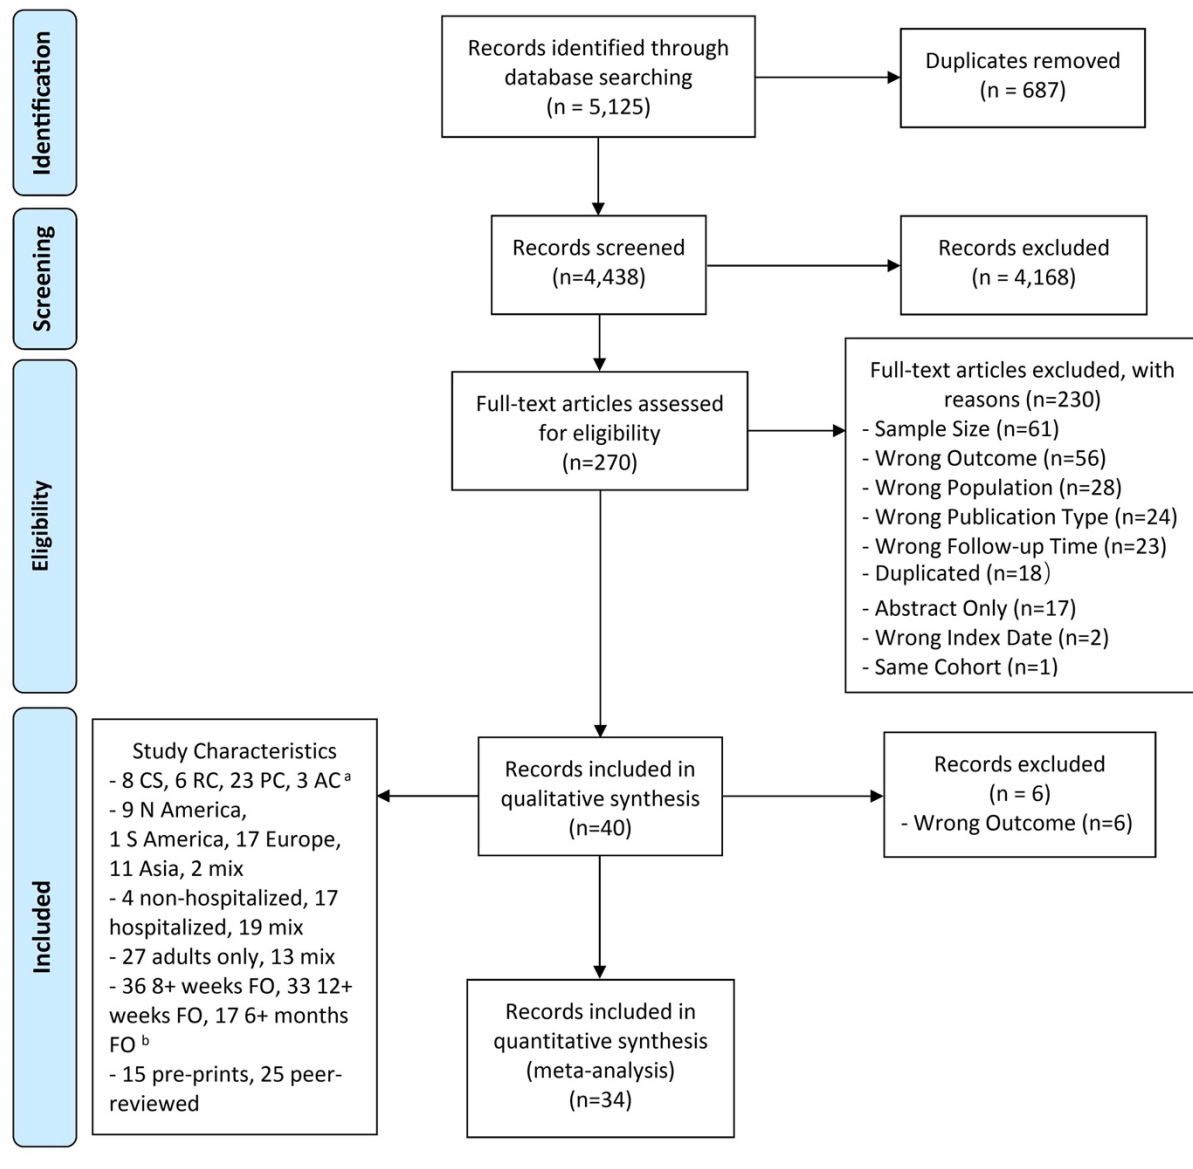 Identification
Records identified through
database searching
(n = 5,125)
Duplicates removed
(n = 687)
Screening
Records screened
(n=4,438)
Records excluded
(n = 4,168)
Eligibility
Full-text articles assessed
for eligibility
(n=270)
Full-text articles excluded, with
reasons (n=230)
- Sample Size (n=61)
- Wrong Outcome (n=56)
- Wrong Population (n=28)
- Wrong Publication Type (n=24)
- Wrong Follow-up Time (n=23)
- Duplicated (n=18）
- Abstract Only (n=17)
- Wrong Index Date (n=2)
- Same Cohort (n=1)
Included
Study Characteristics
- 8 CS, 6 RC, 23 PC, 3 AC a
- 9 N America,
1 S America, 17 Europe,
11 Asia, 2 mix
- 4 non-hospitalized, 17
hospitalized, 19 mix
- 27 adults only, 13 mix
- 36 8+ weeks FO, 33 12+
weeks FO, 17 6+ months
FO b
- 15 pre-prints, 25 peer-
reviewed
Records included in
qualitative synthesis
(n=40)
Records excluded
(n = 6)
- Wrong Outcome (n=6)
Records included in
quantitative synthesis
(meta-analysis)
(n=34)